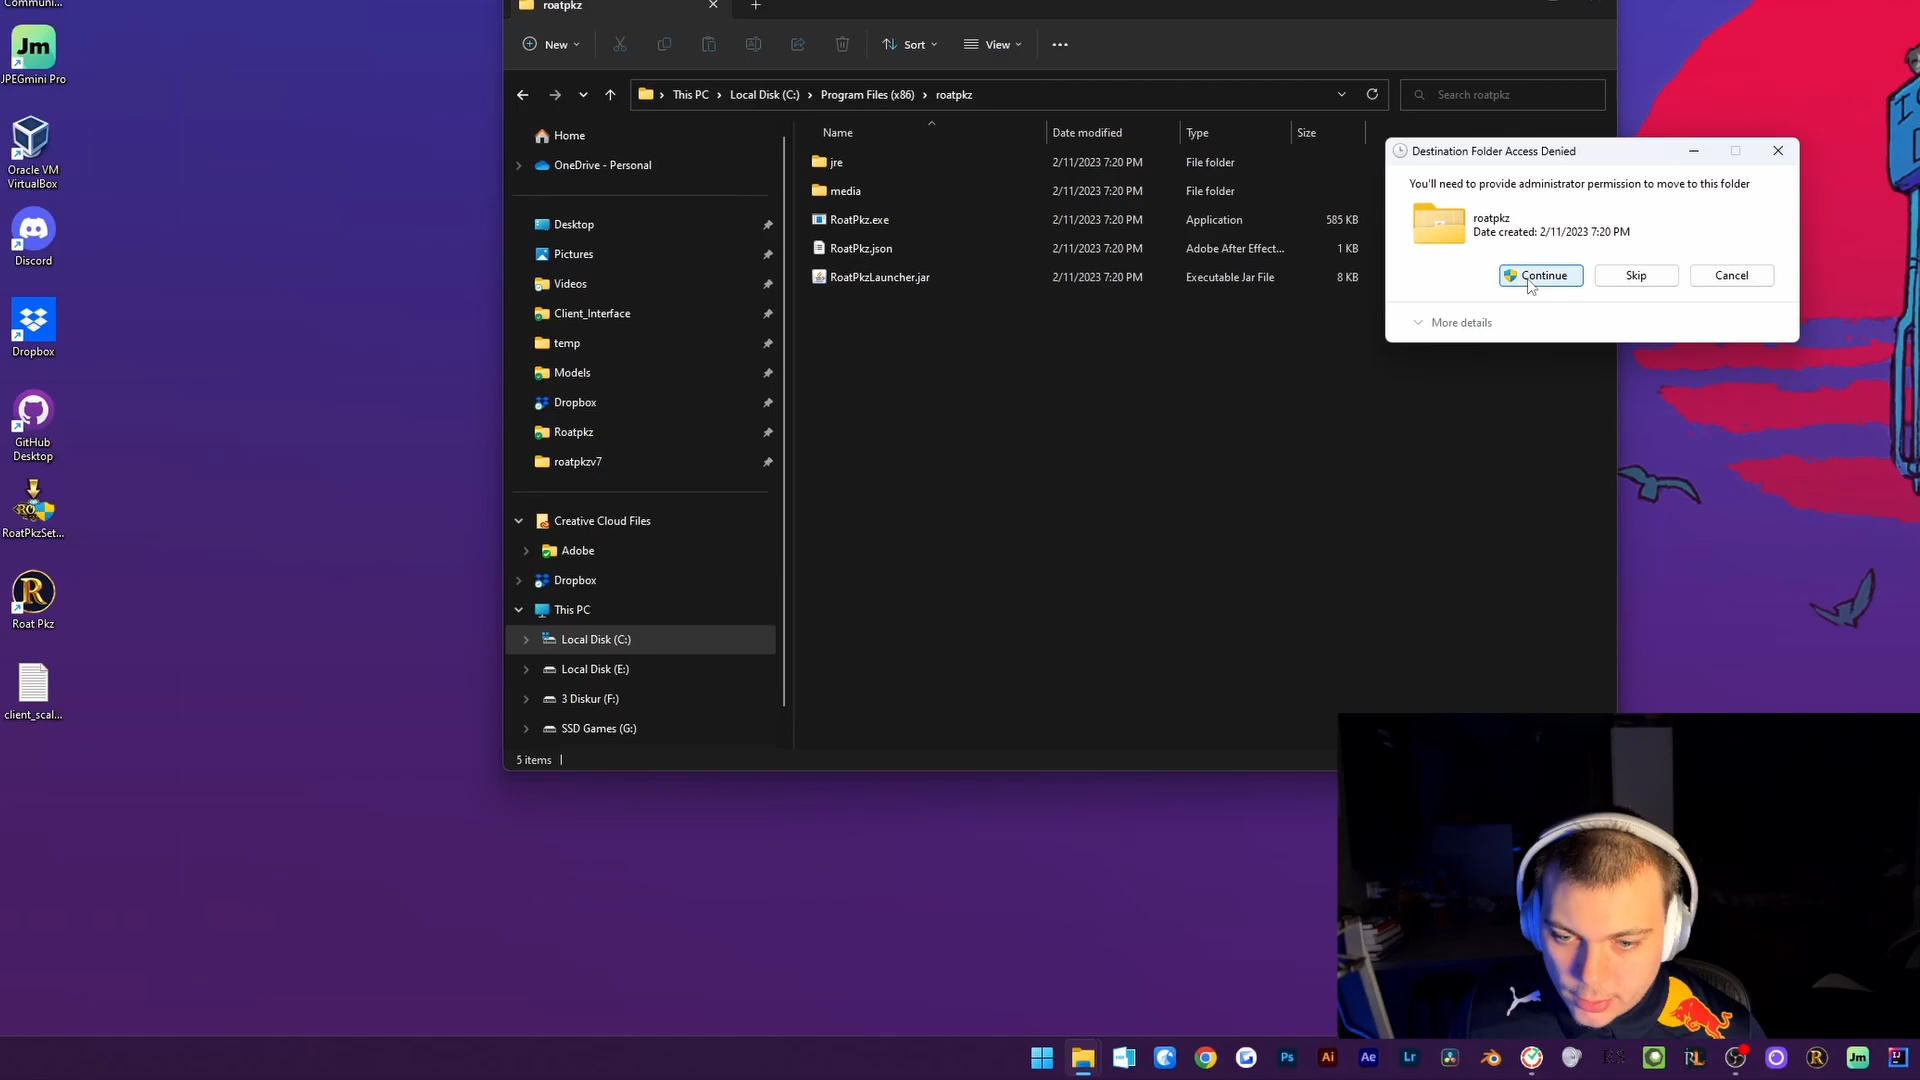 Communi...
Jm
JPEGmini Pro
Oracle VM
VirtualBox
Discord
Dropbox
GitHub
Desktop
RoatPkzSet...
Roat Pkz
client_scal...
roatpkz
New
Sort
View
This PC
Local Disk (C:)
Program Files (x86)
roatpkz
Search roatpkz
Name
Date modified
Type
Size
jre
2/11/2023 7:20 PM
File folder
media
2/11/2023 7:20 PM
File folder
RoatPkz.exe
2/11/2023 7:20 PM
Application
585 KB
RoatPkz.json
2/11/2023 7:20 PM
Adobe After Effect...
1 KB
RoatPkzLauncher.jar
2/11/2023 7:20 PM
Executable Jar File
8 KB
Home
OneDrive - Personal
Desktop
Pictures
Videos
Client_Interface
temp
Models
Dropbox
Roatpkz
roatpkzv7
Creative Cloud Files
Adobe
Dropbox
This PC
Local Disk (C:)
Local Disk (E:)
3 Diskur (F:)
SSD Games (G:)
5 items
Destination Folder Access Denied
You'll need to provide administrator permission to move to this folder
roatpkz
Date created: 2/11/2023 7:20 PM
Continue
Skip
Cancel
More details
Ps
Ai
Ae
Lr
Jm
IJ